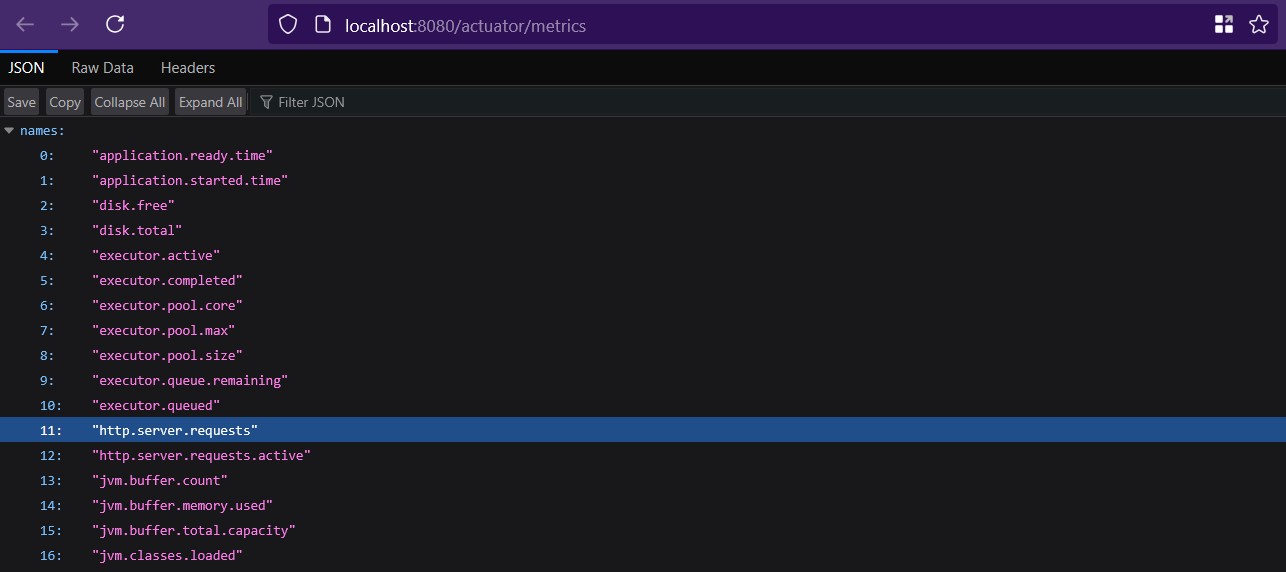 localhost:8080/actuator/metrics
JSON Raw Data Headers
Save Copy Collapse All Expand All Filter JSON
names:
0: "application.ready.time"
1: "application.started.time"
2: "disk.free"
3: "disk.total"
4: "executor.active"
5: "executor.completed"
6: "executor.pool.core"
7: "executor.pool.max"
8: "executor.pool.size"
9: "executor.queue.remaining"
10: "executor.queued"
11: "http.server.requests"
12: "http.server.requests.active"
13: "jvm.buffer.count"
14: "jvm.buffer.memory.used"
15: "jvm.buffer.total.capacity"
16: "jvm.classes.loaded"